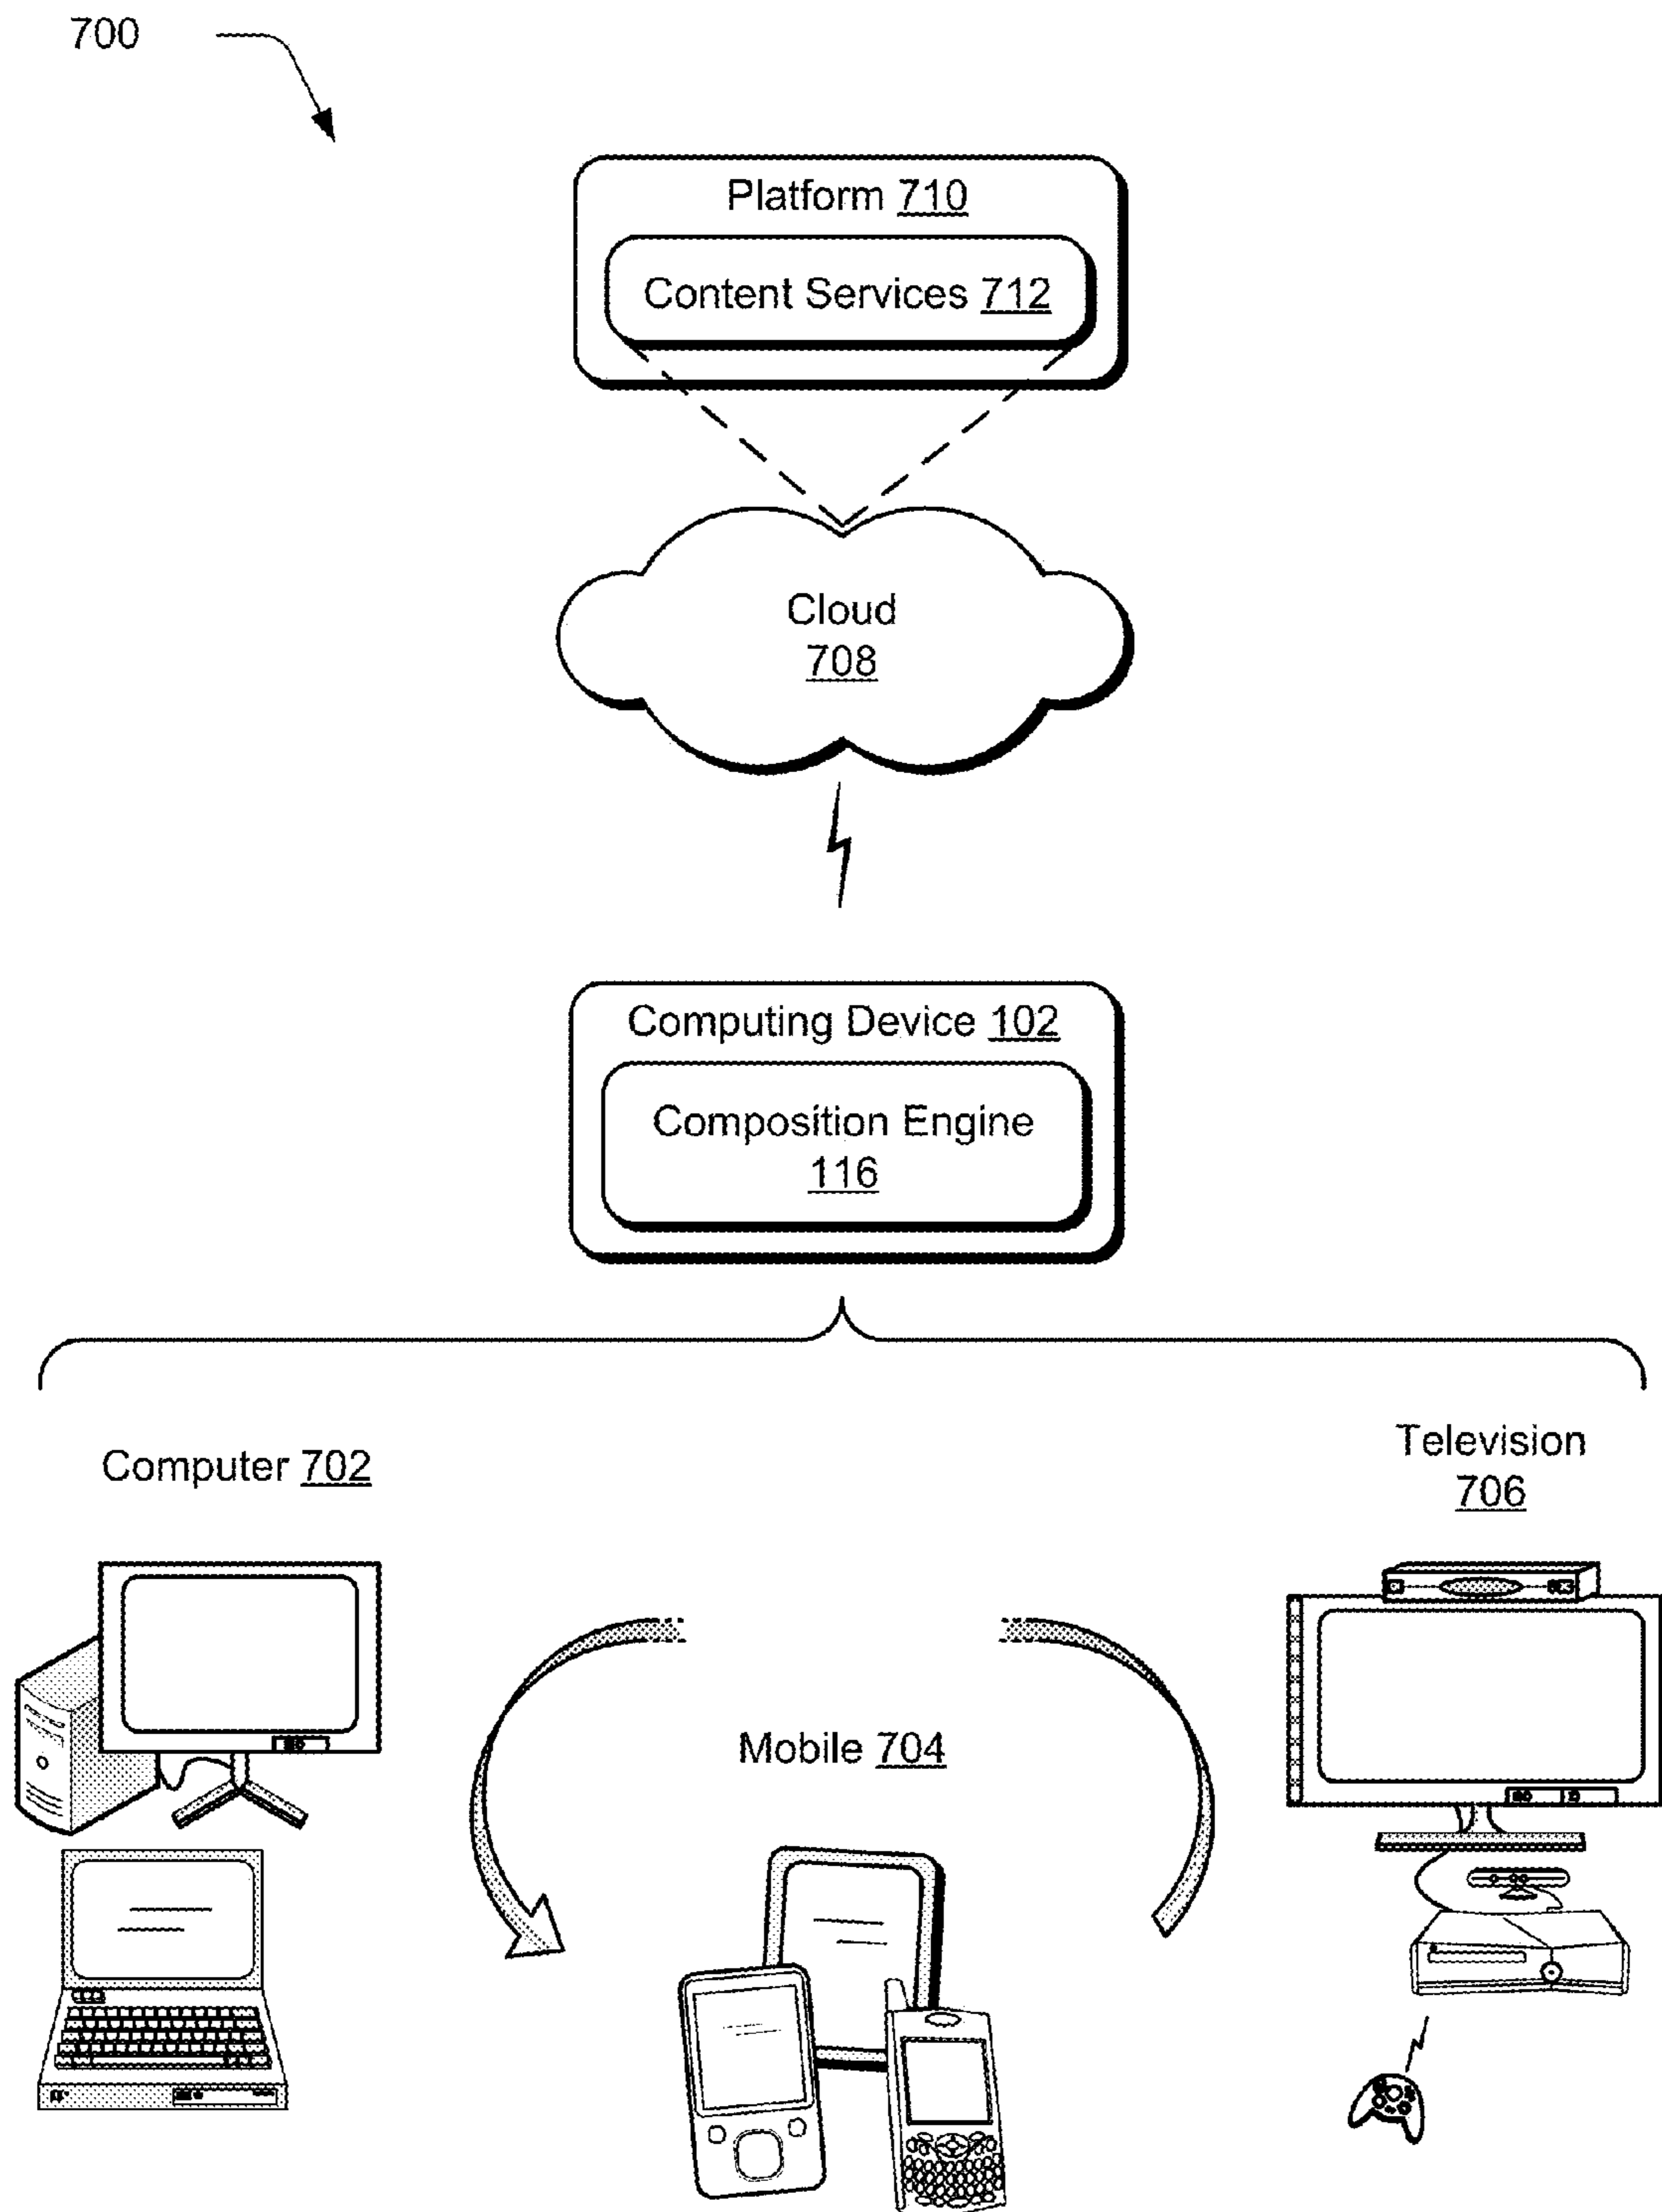 700
Platform 710
Content Services 712
Cloud
708
Computing Device 102
Composition Engine
116
Computer 702
Television
706
Mobile 704